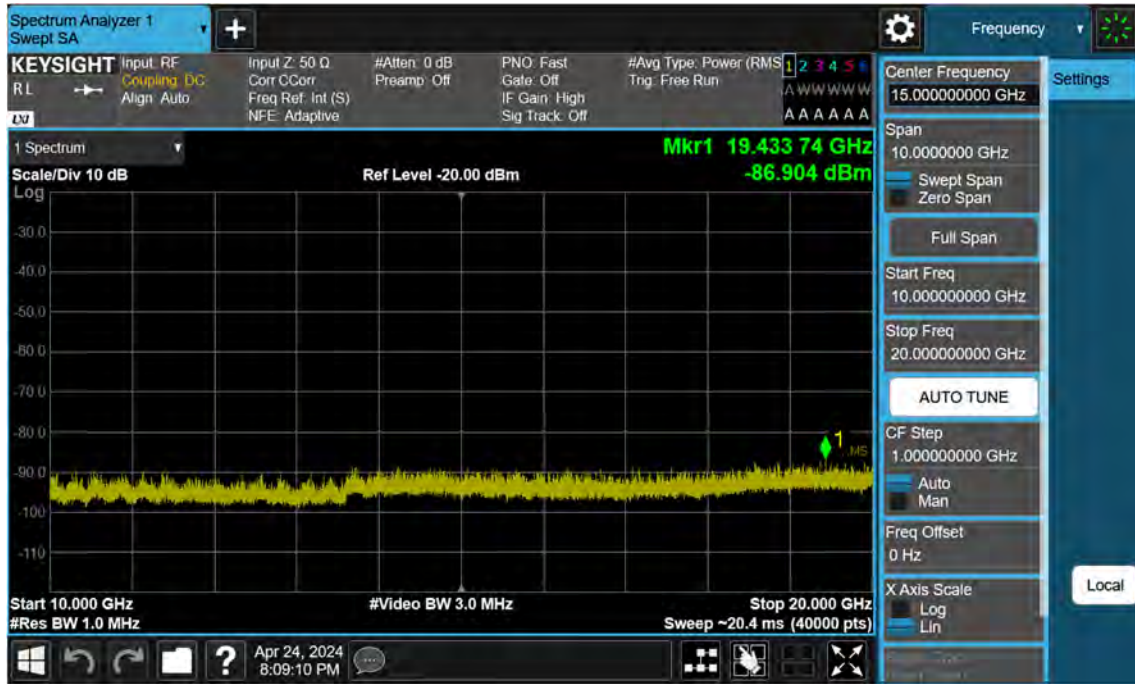 Spectrum Analyzer 1
Swept SA
Frequency
KEYSIGHT
RL
LXI
Input: RF
Coupling: DC
Align: Auto
Input Z: 50 Ω
Corr CCorr
Freq Ref: Int (S)
NFE: Adaptive
#Atten: 0 dB
Preamp: Off
PNO: Fast
Gate: Off
IF Gain: High
Sig Track: Off
#Avg Type: Power (RMS
Trig: Free Run
1 2 3 4 5 6
A W W W W W
A A A A A A
1 Spectrum
Scale/Div 10 dB
Log
Ref Level -20.00 dBm
Mkr1 19.433 74 GHz
-86.904 dBm
-30.0
-40.0
-50.0
-60.0
-70.0
-80.0
-90.0
-100
-110
1
Start 10.000 GHz
#Res BW 1.0 MHz
#Video BW 3.0 MHz
Stop 20.000 GHz
Sweep ~20.4 ms (40000 pts)
Center Frequency
15.000000000 GHz
Span
10.0000000 GHz
Swept Span
Zero Span
Full Span
Start Freq
10.000000000 GHz
Stop Freq
20.000000000 GHz
AUTO TUNE
CF Step
1.000000000 GHz
Auto
Man
Freq Offset
0 Hz
X Axis Scale
Log
Lin
Settings
Local
?
Apr 24, 2024
8:09:10 PM